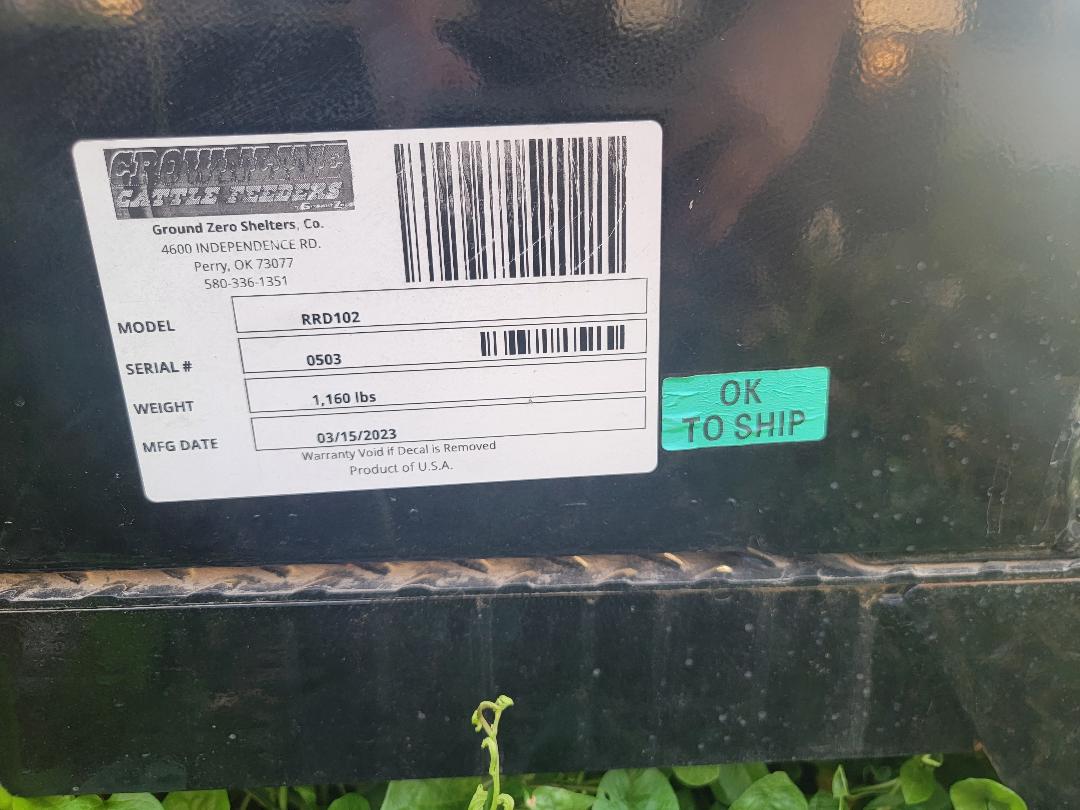 CROWNLINE
CATTLE FEEDERS
Ground Zero Shelters, Co.
4600 INDEPENDENCE RD.
Perry, OK 73077
580-336-1351
MODEL RRD102
SERIAL # 0503
WEIGHT 1,160 lbs
MFG DATE 03/15/2023
Warranty Void if Decal is Removed
Product of U.S.A.
OK
TO SHIP